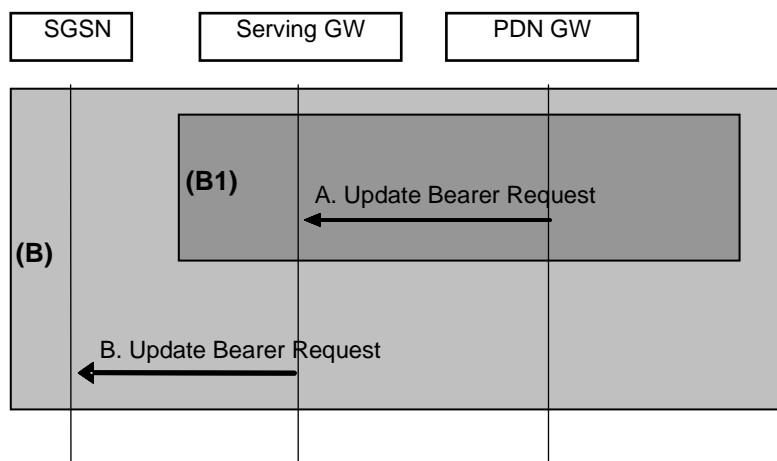 SGSN
Serving GW
PDN GW
(B1)
A. Update Bearer Request
(B)
B. Update Bearer Request